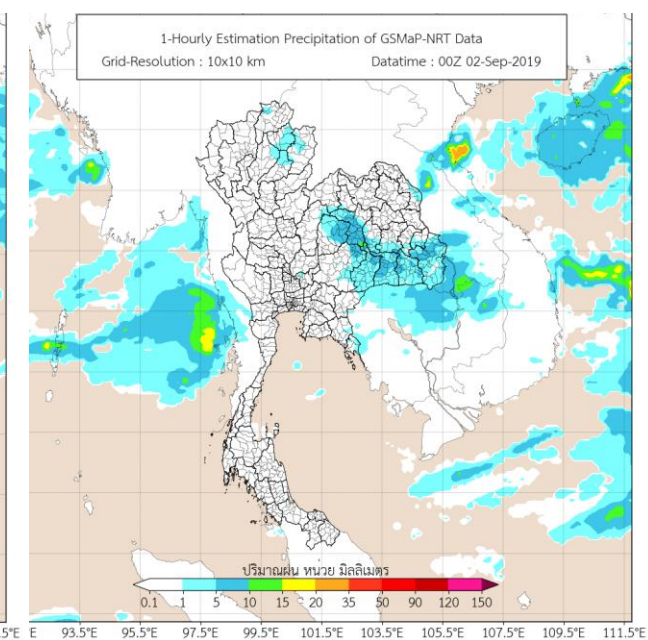 1-Hourly Estimation Precipitation of GSMaP-NRT Data
Grid-Resolution : 10x10 km Datatime : 00Z 02-Sep-2019
ปริมาณฝน หน่วย มิลลิเมตร
0.1 1 5 10 15 20 35 50 90 120 150
.5°E E 93.5°E 95.5°E 97.5°E 99.5°E 101.5°E 103.5°E 105.5°E 107.5°E 109.5°E 111.5°E